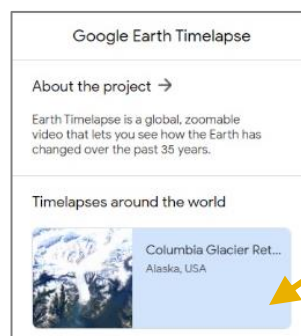 Google Earth Timelapse
About the project →
Earth Timelapse is a global, zoomable
video that lets you see how the Earth has
changed over the past 35 years.
Timelapses around the world
Columbia Glacier Ret...
Alaska, USA